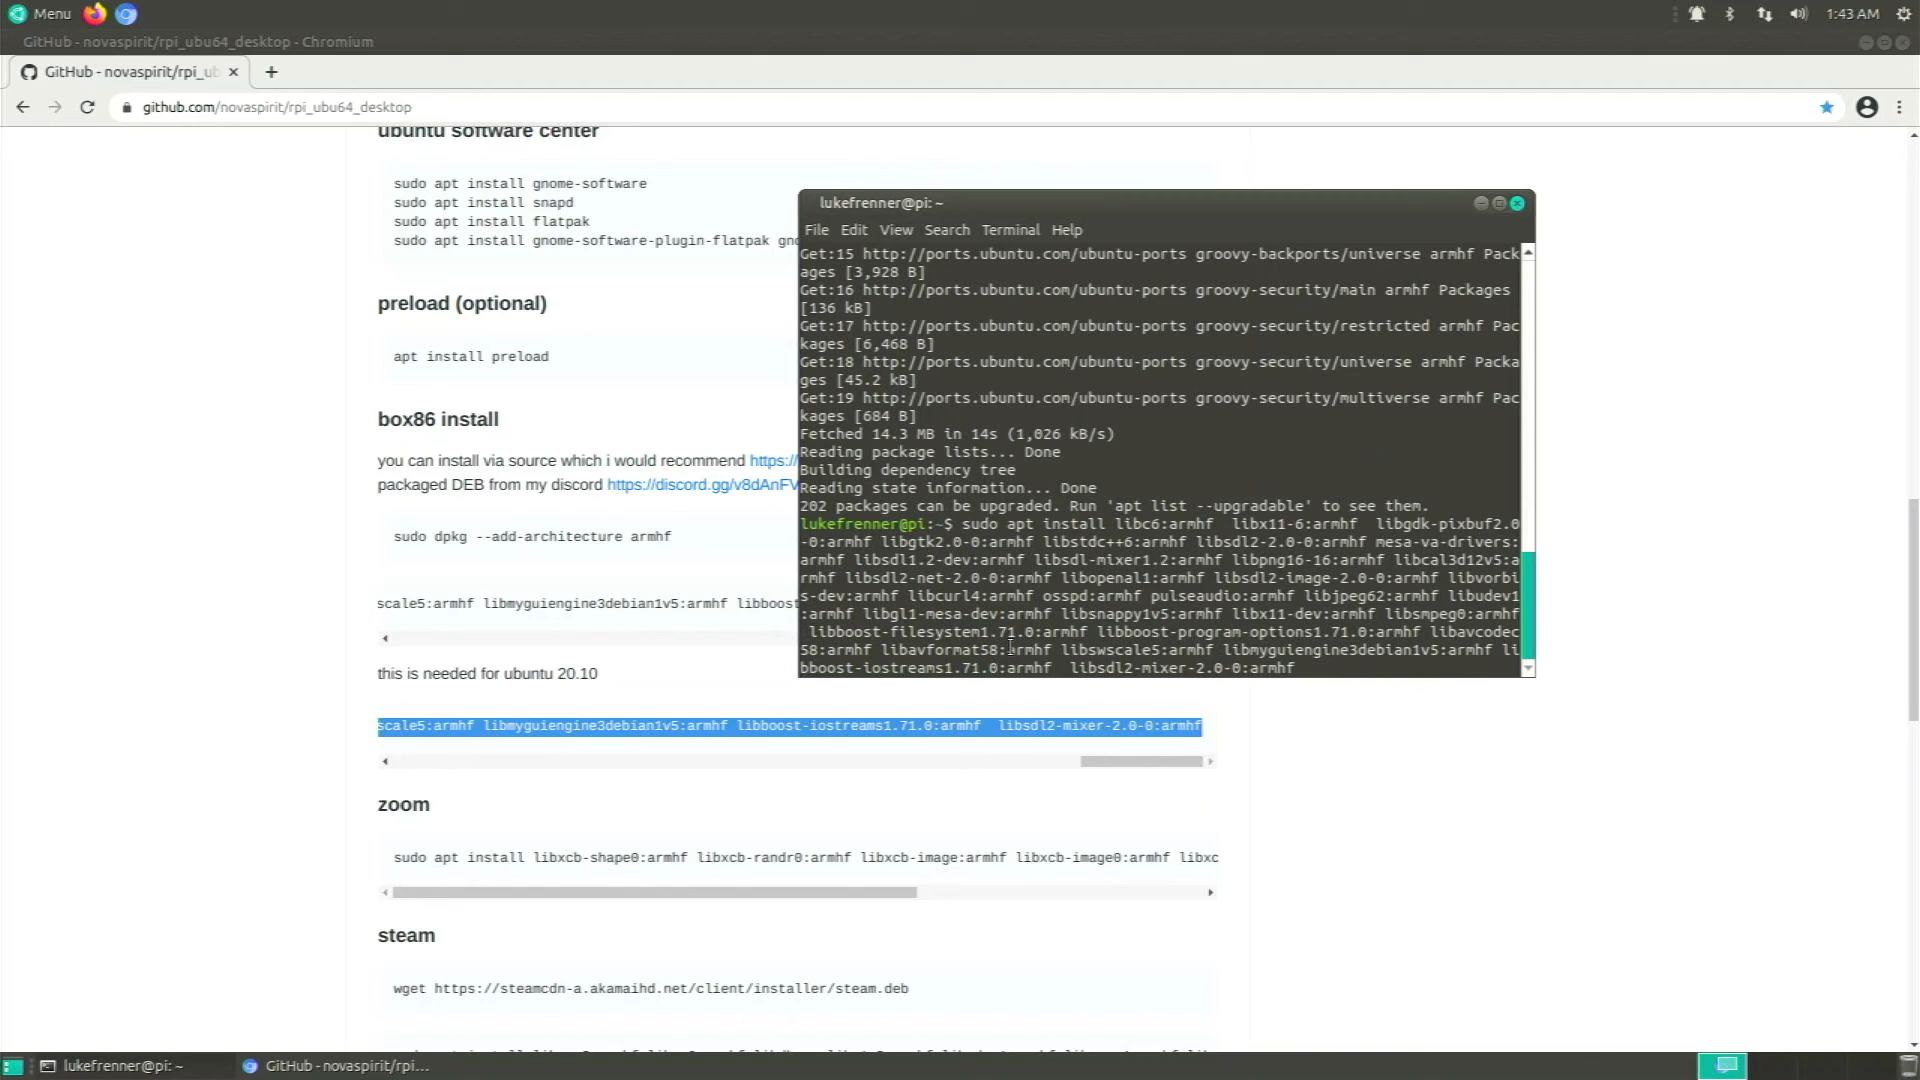 Menu
1:43 AM
GitHub - novaspirit/rpi_ubu64_desktop - Chromium
GitHub - novaspirit/rpi_ub
github.com/novaspirit/rpi_ubu64_desktop
ubuntu software center
sudo apt install gnome-software
sudo apt install snapd
sudo apt install flatpak
sudo apt install gnome-software-plugin-flatpak gno
preload (optional)
apt install preload
box86 install
you can install via source which i would recommend https:/
packaged DEB from my discord https://discord.gg/v8dAnFV
sudo dpkg --add-architecture armhf
scale5:armhf libmyguiengine3debian1v5:armhf libboost
this is needed for ubuntu 20.10
scale5:armhf libmyguiengine3debian1v5:armhf libboost-iostreams1.71.0:armhf  libsdl2-mixer-2.0-0:armhf
zoom
sudo apt install libxcb-shape0:armhf libxcb-randr0:armhf libxcb-image:armhf libxcb-image0:armhf libxc
steam
wget https://steamcdn-a.akamaihd.net/client/installer/steam.deb
lukefrenner@pi: ~
File Edit View Search Terminal Help
Get:15 http://ports.ubuntu.com/ubuntu-ports groovy-backports/universe armhf Pack
ages [3,928 B]
Get:16 http://ports.ubuntu.com/ubuntu-ports groovy-security/main armhf Packages
[136 kB]
Get:17 http://ports.ubuntu.com/ubuntu-ports groovy-security/restricted armhf Pac
kages [6,468 B]
Get:18 http://ports.ubuntu.com/ubuntu-ports groovy-security/universe armhf Packa
ges [45.2 kB]
Get:19 http://ports.ubuntu.com/ubuntu-ports groovy-security/multiverse armhf Pac
kages [684 B]
Fetched 14.3 MB in 14s (1,026 kB/s)
Reading package lists... Done
Building dependency tree
Reading state information... Done
202 packages can be upgraded. Run 'apt list --upgradable' to see them.
lukefrenner@pi:~$ sudo apt install libc6:armhf  libx11-6:armhf  libgdk-pixbuf2.0
-0:armhf libgtk2.0-0:armhf libstdc++6:armhf libsdl2-2.0-0:armhf mesa-va-drivers:
armhf libsdl1.2-dev:armhf libsdl-mixer1.2:armhf libpng16-16:armhf libcal3d12v5:a
rmhf libsdl2-net-2.0-0:armhf libopenal1:armhf libsdl2-image-2.0-0:armhf libvorbi
s-dev:armhf libcurl4:armhf osspd:armhf pulseaudio:armhf libjpeg62:armhf libudev1
:armhf libgl1-mesa-dev:armhf libsnappy1v5:armhf libx11-dev:armhf libsmpeg0:armhf
libboost-filesystem1.71.0:armhf libboost-program-options1.71.0:armhf libavcodec
58:armhf libavformat58:armhf libswscale5:armhf libmyguiengine3debian1v5:armhf li
bboost-iostreams1.71.0:armhf  libsdl2-mixer-2.0-0:armhf
lukefrenner@pi: ~
GitHub - novaspirit/rpi...